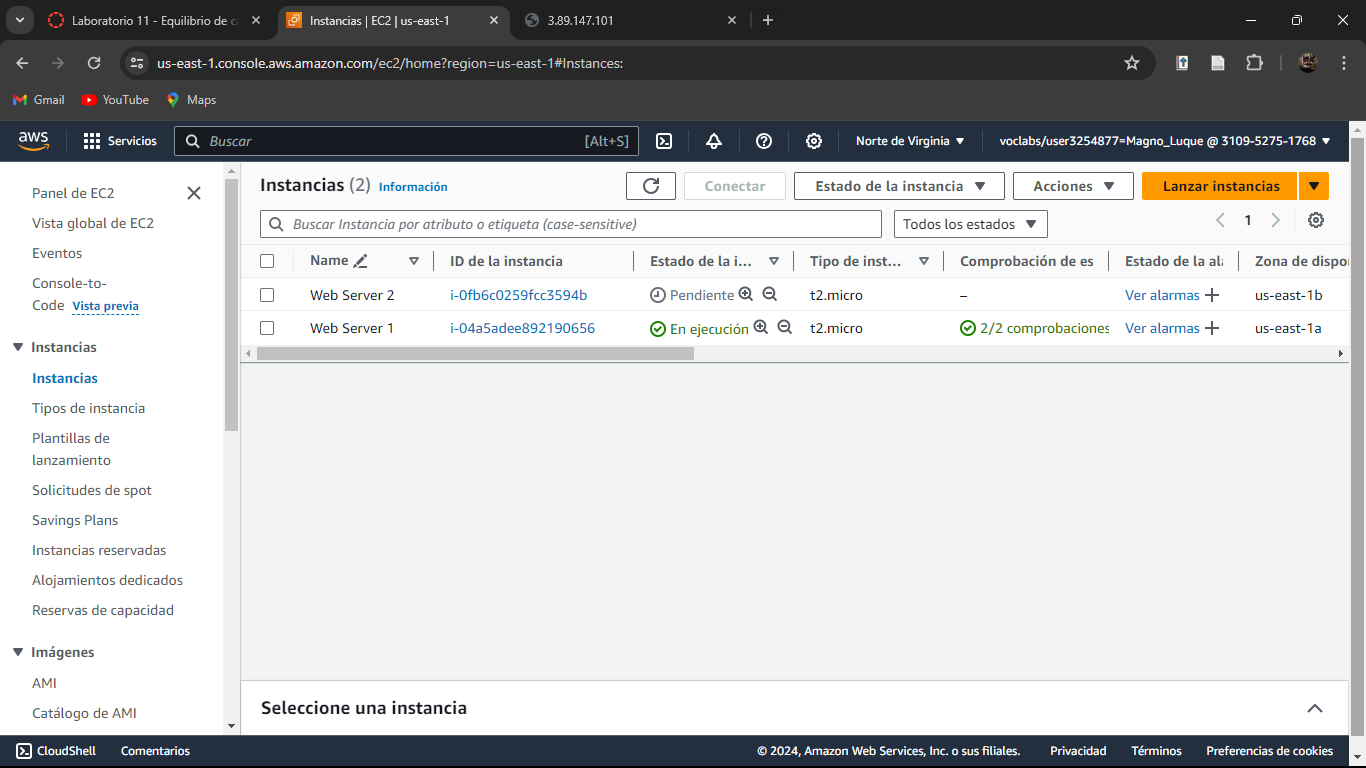 Laboratorio 11 - Equilibrio de c
Instancias | EC2 | us-east-1
3.89.147.101
us-east-1.console.aws.amazon.com/ec2/home?region=us-east-1#Instances:
Gmail
YouTube
Maps
aws
Servicios
Buscar
[Alt+S]
Norte de Virginia
voclabs/user3254877=Magno_Luque @ 3109-5275-1768
Panel de EC2
Vista global de EC2
Eventos
Console-to-
Code Vista previa
Instancias
Instancias
Tipos de instancia
Plantillas de
lanzamiento
Solicitudes de spot
Savings Plans
Instancias reservadas
Alojamientos dedicados
Reservas de capacidad
Imágenes
AMI
Catálogo de AMI
Instancias (2) Información
Conectar
Estado de la instancia
Acciones
Lanzar instancias
Buscar Instancia por atributo o etiqueta (case-sensitive)
Todos los estados
1
Name ID de la instancia Estado de la i... Tipo de inst... Comprobación de es Estado de la ala Zona de dispo
Web Server 2 i-0fb6c0259fcc3594b Pendiente t2.micro – Ver alarmas us-east-1b
Web Server 1 i-04a5adee892190656 En ejecución t2.micro 2/2 comprobaciones Ver alarmas us-east-1a
Seleccione una instancia
CloudShell
Comentarios
© 2024, Amazon Web Services, Inc. o sus filiales.
Privacidad
Términos
Preferencias de cookies